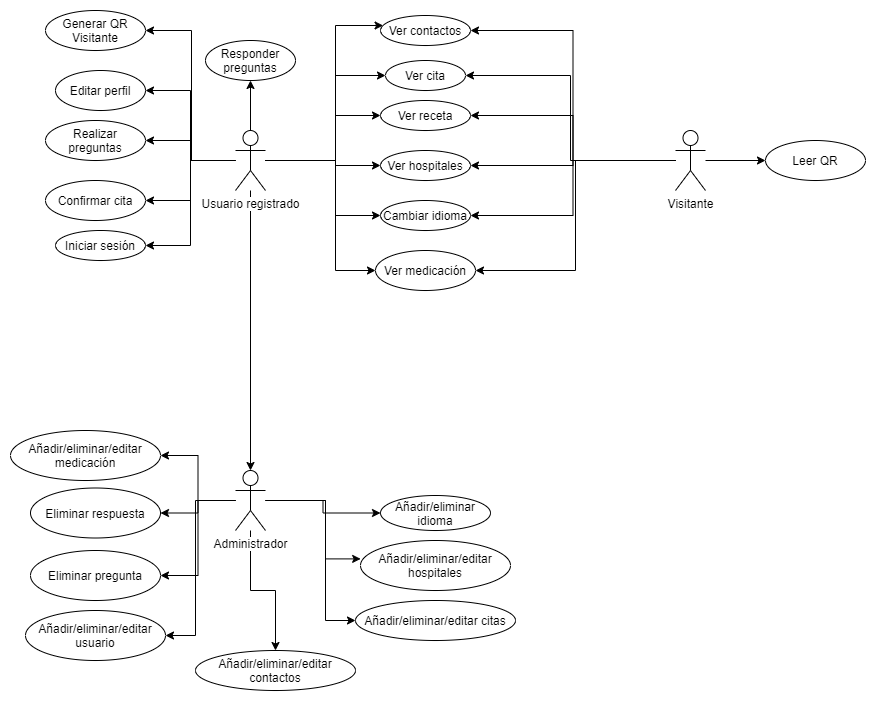 Generar QR
Visitante
Responder
preguntas
Ver contactos
Editar perfil
Ver cita
Realizar
preguntas
Ver receta
Confirmar cita
Ver hospitales
Leer QR
Usuario registrado
Cambiar idioma
Visitante
Iniciar sesión
Ver medicación
Añadir/eliminar/editar
medicación
Eliminar respuesta
Añadir/eliminar
idioma
Administrador
Eliminar pregunta
Añadir/eliminar/editar
hospitales
Añadir/eliminar/editar
usuario
Añadir/eliminar/editar citas
Añadir/eliminar/editar
contactos